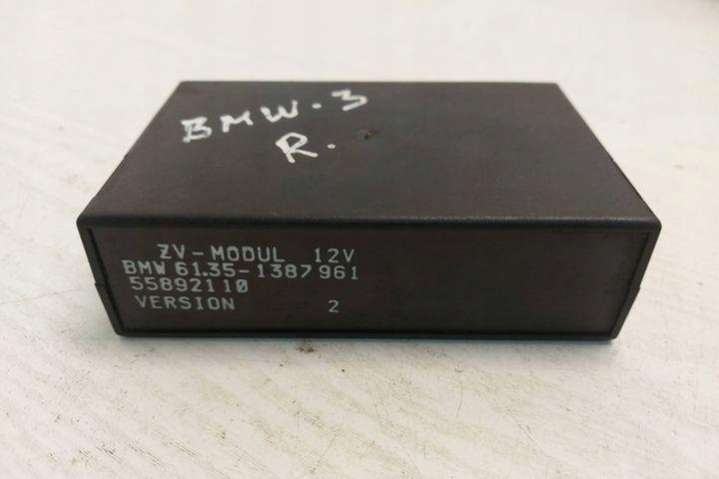 BMW.3
R.
ZV-MODUL 12V
BMW 61.35-1387961
55892110
VERSION 2